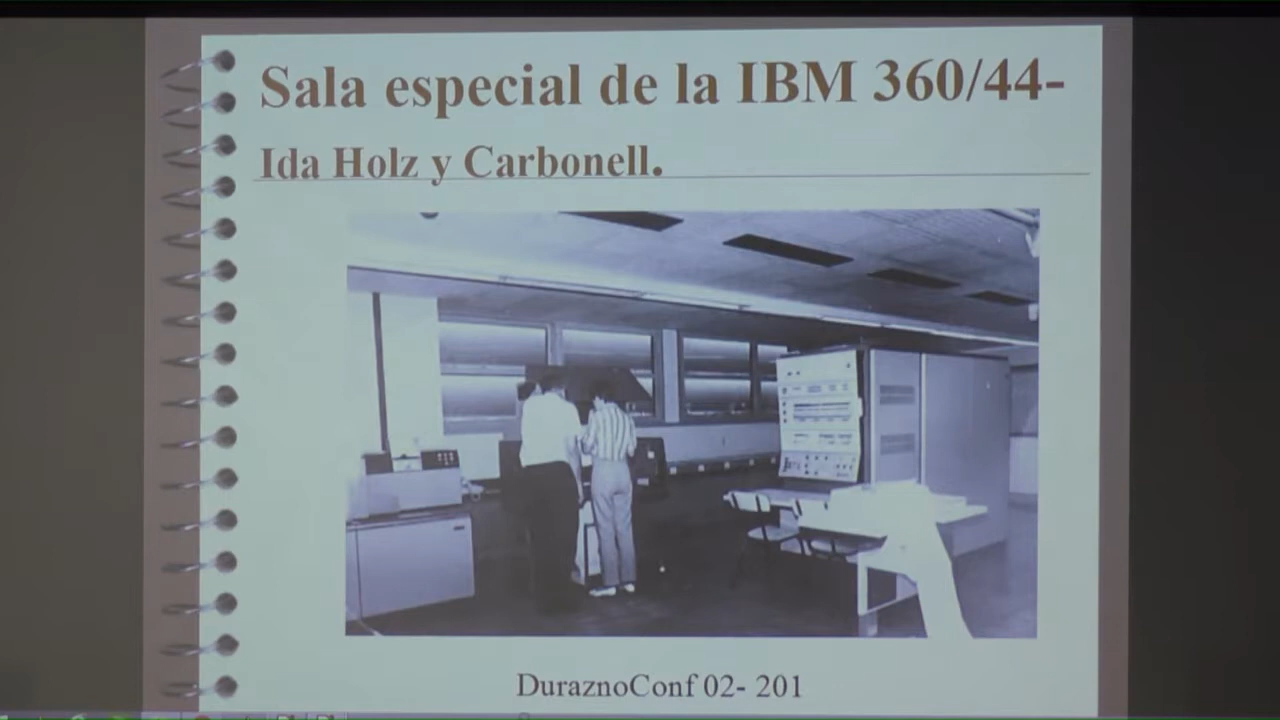 Sala especial de la IBM 360/44-
Ida Holz y Carbonell.
DuraznoConf 02- 201